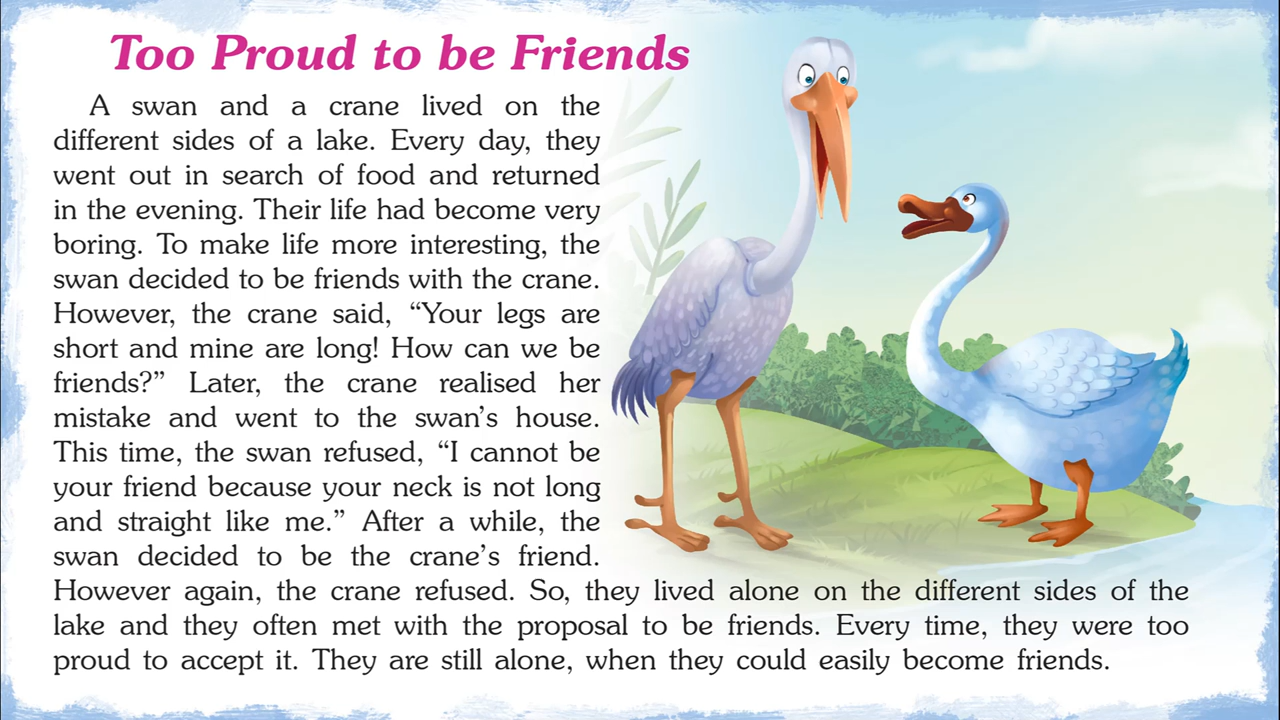 Too Proud to be Friends
A swan and a crane lived on the
different sides of a lake. Every day, they
went out in search of food and returned
in the evening. Their life had become very
boring. To make life more interesting, the
swan decided to be friends with the crane.
However, the crane said, “Your legs are
short and mine are long! How can we be
friends?” Later, the crane realised her
mistake and went to the swan’s house.
This time, the swan refused, “I cannot be
your friend because your neck is not long
and straight like me.” After a while, the
swan decided to be the crane’s friend.
However again, the crane refused. So, they lived alone on the different sides of the
lake and they often met with the proposal to be friends. Every time, they were too
proud to accept it. They are still alone, when they could easily become friends.